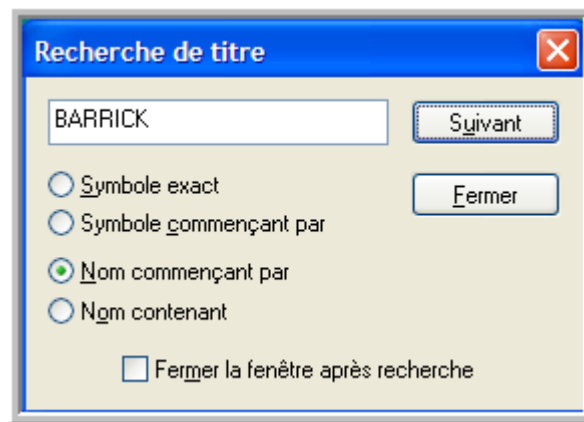 Recherche de titre
BARRICK
Suivant
Symbole exact
Fermer
Symbole commençant par
Nom commençant par
Nom contenant
Fermer la fenêtre après recherche